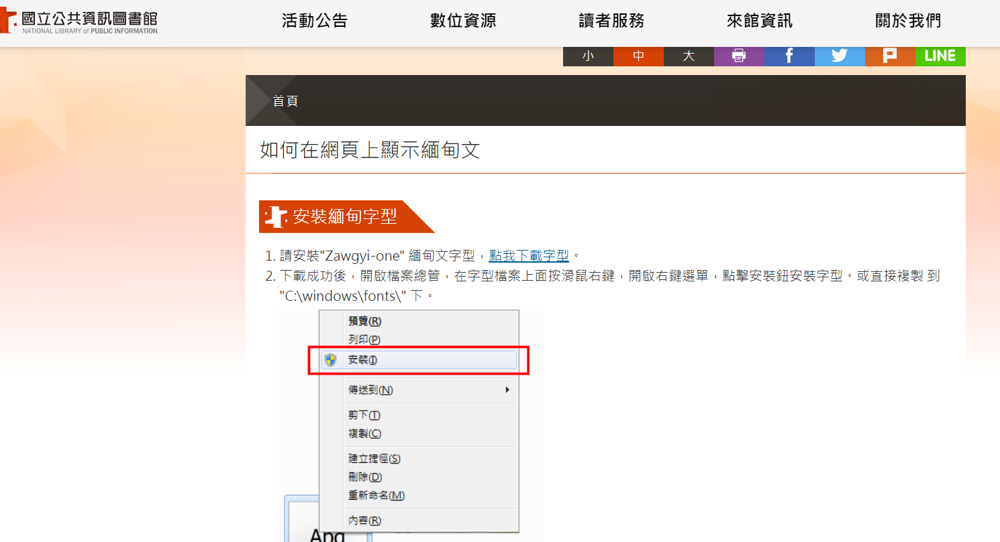 國立公共資訊圖書館
NATIONAL LIBRARY of PUBLIC INFORMATION
活動公告 數位資源 讀者服務 來館資訊 關於我們
小 中 大 LINE
首頁
如何在網頁上顯示緬甸文
安裝緬甸字型
1. 請安裝"Zawgyi-one" 緬甸文字型，點我下載字型。
2. 下載成功後，開啟檔案總管，在字型檔案上面按滑鼠右鍵，開啟右鍵選單，點擊安裝鈕安裝字型。或直接複製 到
"C:\windows\fonts\" 下。
預覽(R)
列印(P)
安裝(I)
傳送到(N)
剪下(T)
複製(C)
建立捷徑(S)
刪除(D)
重新命名(M)
內容(R)
Abg